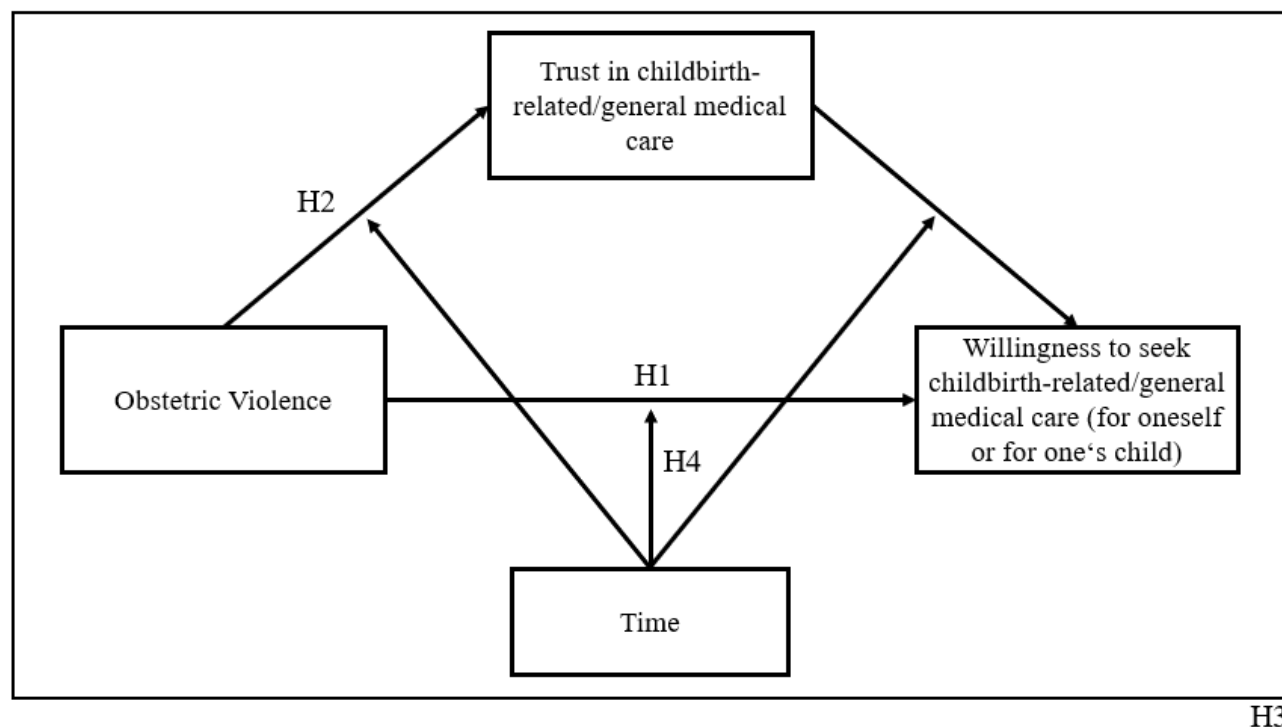 Trust in childbirth-
related/general medical
care
H2
Obstetric Violence
H1
Willingness to seek
childbirth-related/general
medical care (for oneself
or for one‘s child)
H4
Time
H3